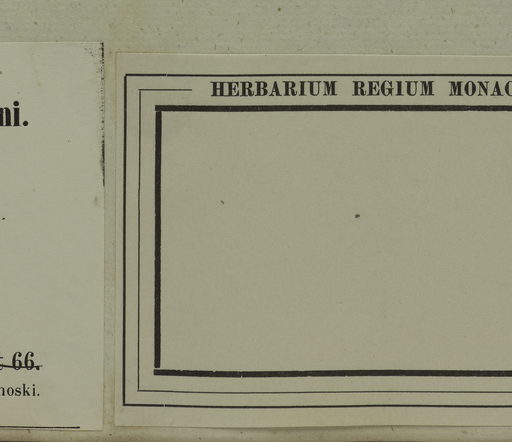 ni.
66.
noski.
HERBARIUM REGIUM MONAC